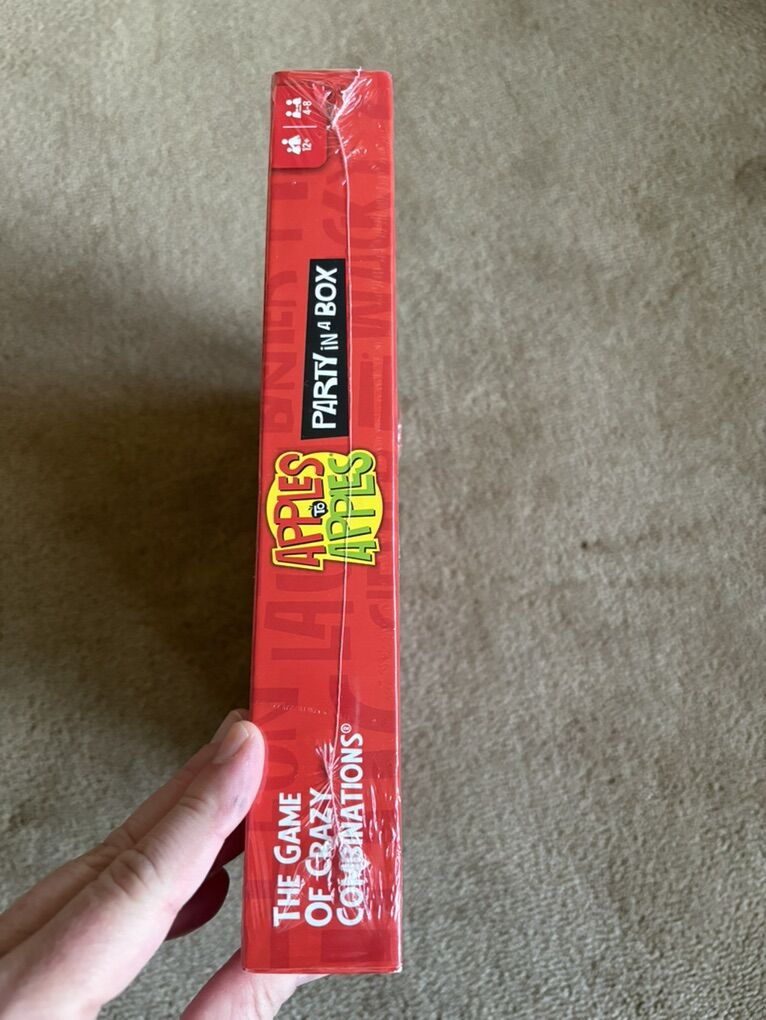 THE GAME
OF CRAZY
COMBINATIONS®
APPLES
TO
APPLES
PARTY IN A BOX
12+
4-8